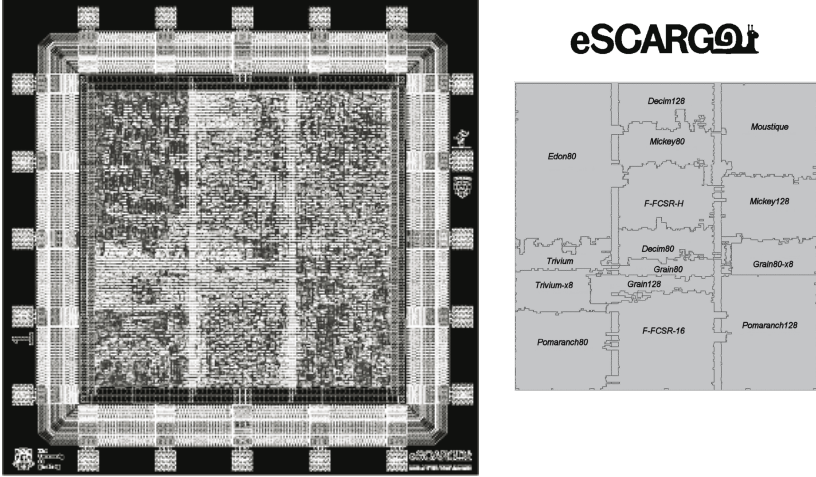 eSCARGOt
Decim128
Moustique
Mickey80
Edon80
F-FCSR-H
Mickey128
Decim80
Trivium
Grain80
Grain80-x8
Trivium-x8
Grain128
F-FCSR-16
Pomaranch128
Pomaranch80